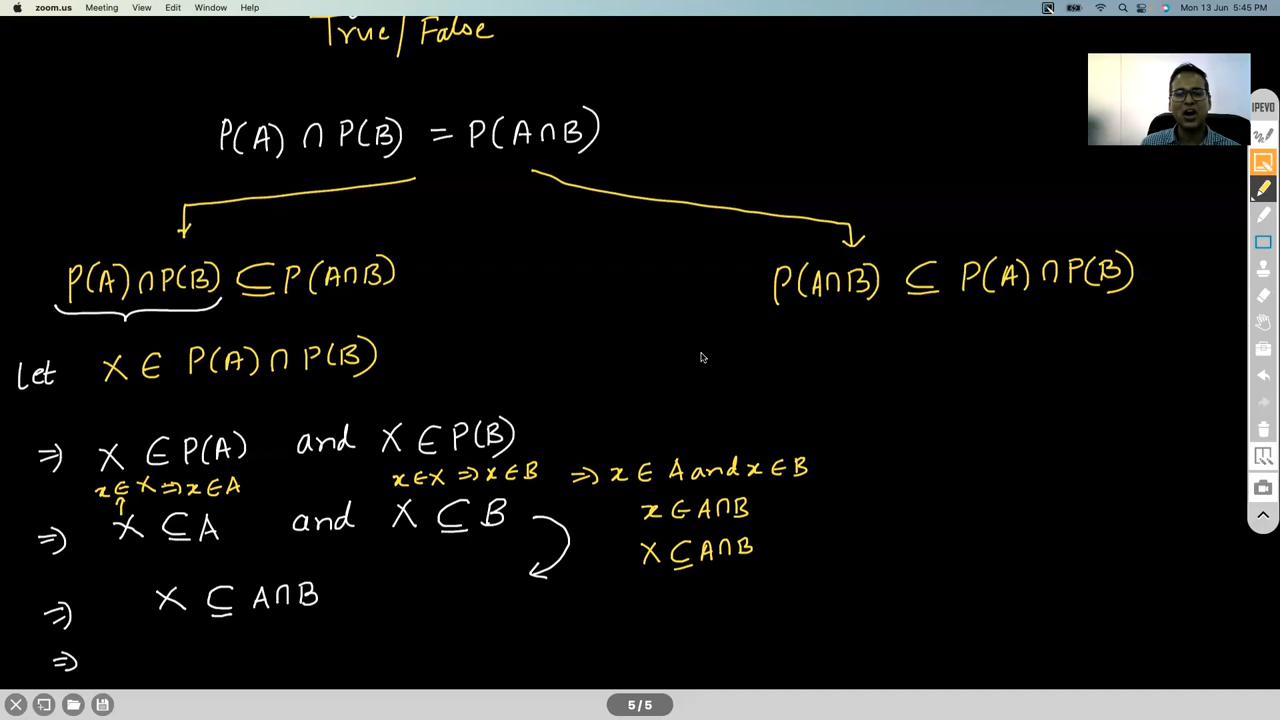 zoom.us Meeting View Edit Window Help Mon 13 Jun 5:45 PM
True/False
IPEVO
P(A) ∩ P(B) = P(A∩B)
P(A)∩P(B) ⊆ P(A∩B)
P(A∩B) ⊆ P(A)∩P(B)
Let X ∈ P(A)∩P(B)
⇒ X ∈ P(A) and X ∈ P(B)
x∈X ⇒ x∈A x∈X ⇒ x∈B ⇒ x ∈ A and x ∈ B
x ∈ A∩B
⇒ X ⊆ A and X ⊆ B
X ⊆ A∩B
⇒ X ⊆ A∩B
⇒
5/5